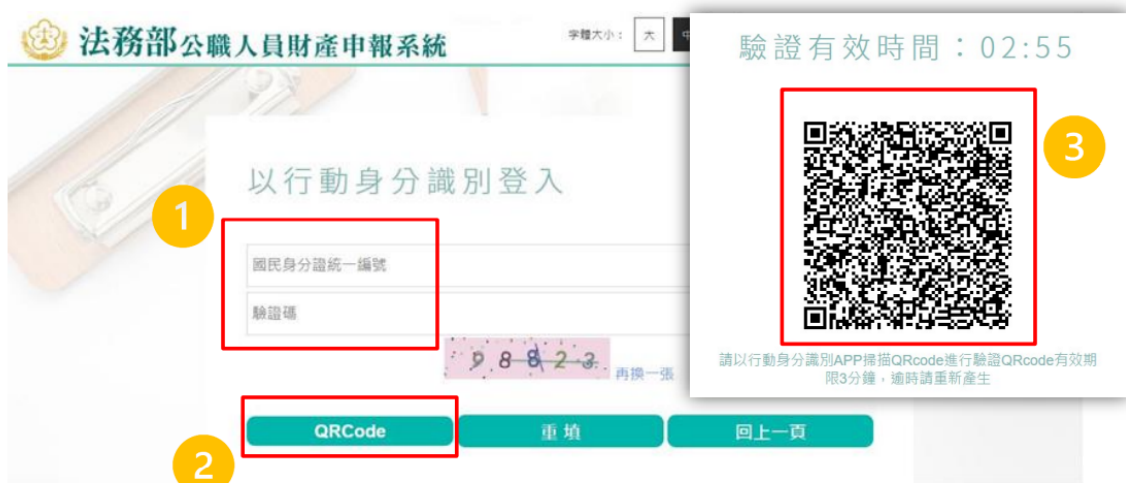 法務部公職人員財產申報系統
字體大小： 大 中
以行動身分識別登入
1
國民身分證統一編號
驗證碼
98823
再換一張
QRCode 重填 回上一頁
2
驗證有效時間：02:55
3
請以行動身分識別APP掃描QRcode進行驗證QRcode有效期
限3分鐘，逾時請重新產生